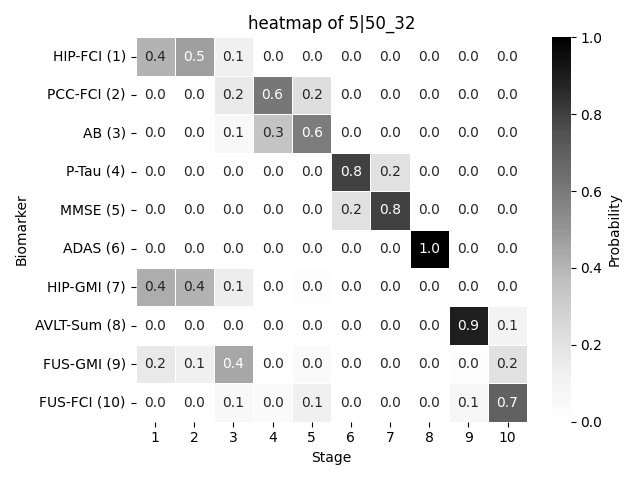 heatmap of 5|50_32
HIP-FCI (1) 0.4 0.5 0.1 0.0 0.0 0.0 0.0 0.0 0.0 0.0
PCC-FCI (2) 0.0 0.0 0.2 0.6 0.2 0.0 0.0 0.0 0.0 0.0
AB (3) 0.0 0.0 0.1 0.3 0.6 0.0 0.0 0.0 0.0 0.0
P-Tau (4) 0.0 0.0 0.0 0.0 0.0 0.8 0.2 0.0 0.0 0.0
MMSE (5) 0.0 0.0 0.0 0.0 0.0 0.2 0.8 0.0 0.0 0.0
ADAS (6) 0.0 0.0 0.0 0.0 0.0 0.0 0.0 1.0 0.0 0.0
HIP-GMI (7) 0.4 0.4 0.1 0.0 0.0 0.0 0.0 0.0 0.0 0.0
AVLT-Sum (8) 0.0 0.0 0.0 0.0 0.0 0.0 0.0 0.0 0.9 0.1
FUS-GMI (9) 0.2 0.1 0.4 0.0 0.0 0.0 0.0 0.0 0.0 0.2
FUS-FCI (10) 0.0 0.0 0.1 0.0 0.1 0.0 0.0 0.0 0.1 0.7
1 2 3 4 5 6 7 8 9 10
Stage
Biomarker
1.0
0.8
0.6
0.4
0.2
0.0
Probability